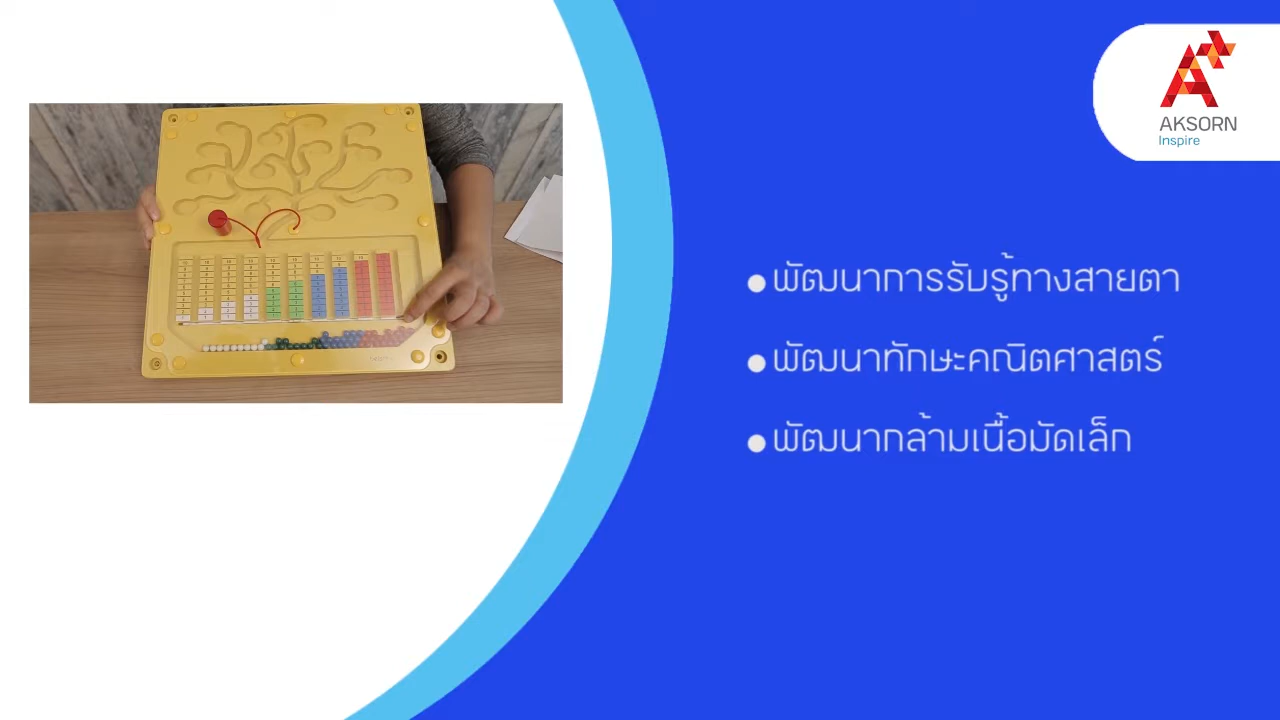 AKSORN
Inspire
●พัฒนาการรับรู้ทางสายตา
●พัฒนาทักษะคณิตศาสตร์
●พัฒนากล้ามเนื้อมัดเล็ก